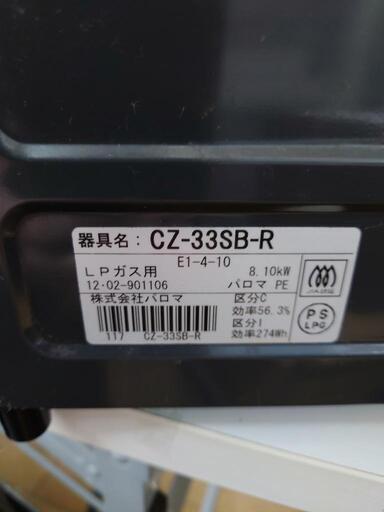 器具名: CZ-33SB-R
E1-4-10
LPガス用 8.10kW
12・02-901106 パロマ PE
株式会社パロマ 区分C
効率56.3%
区分I
効率274Wh
117 CZ-33SB-R
PS
LPG